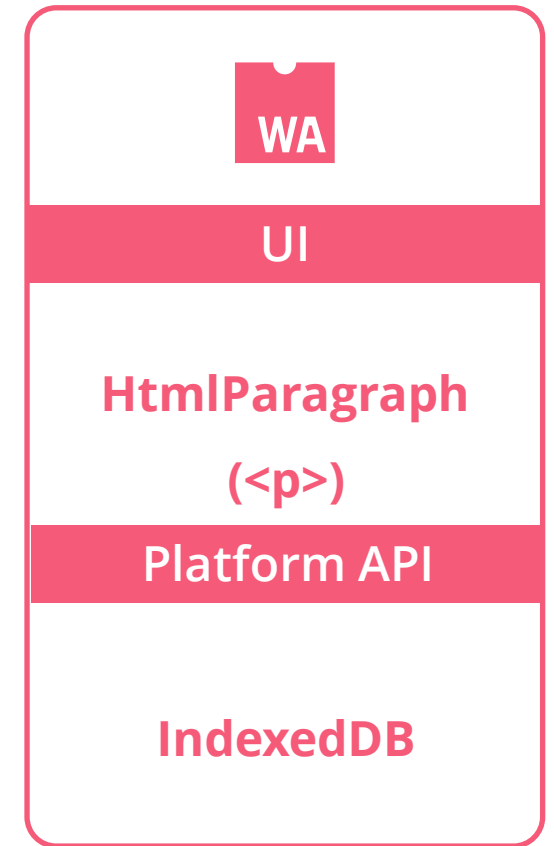 WA
UI
HtmlParagraph
(<p>)
Platform API
IndexedDB